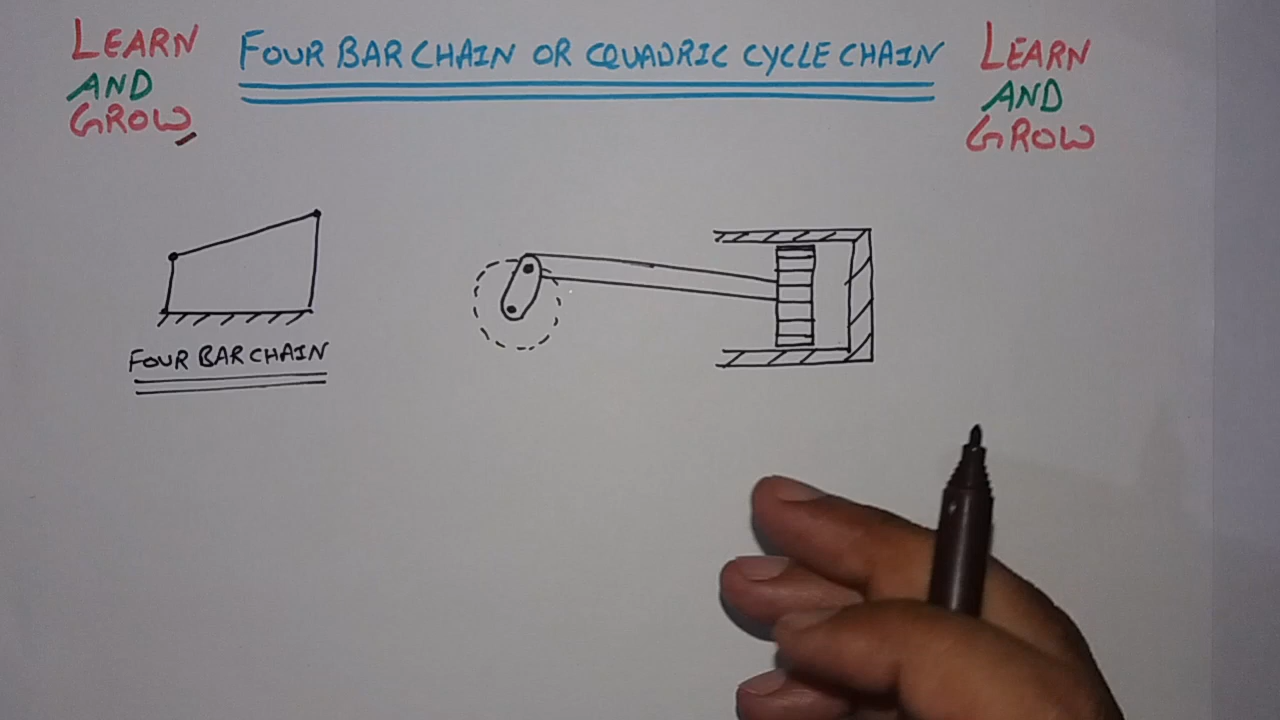 LEARN
AND
GROW
FOUR BAR CHAIN OR QUADRIC CYCLE CHAIN
LEARN
AND
GROW
FOUR BAR CHAIN